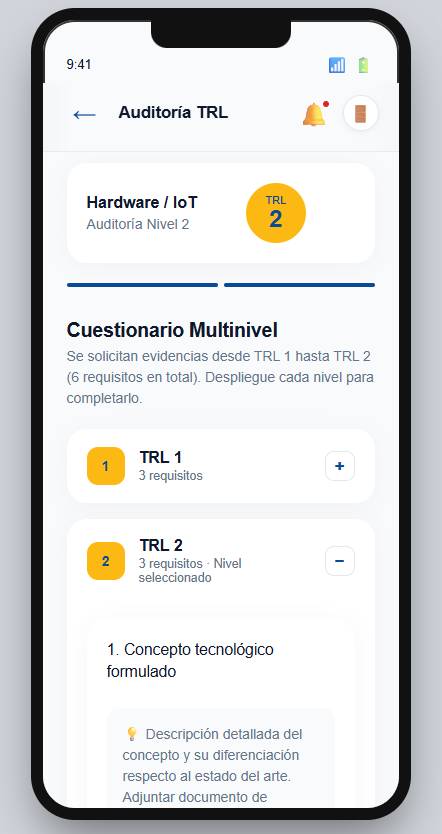 9:41
Auditoría TRL
Hardware / IoT
Auditoría Nivel 2
TRL
2
Cuestionario Multinivel
Se solicitan evidencias desde TRL 1 hasta TRL 2
(6 requisitos en total). Despliegue cada nivel para
completarlo.
1
TRL 1
3 requisitos
+
2
TRL 2
3 requisitos · Nivel
seleccionado
−
1. Concepto tecnológico
formulado
💡 Descripción detallada del
concepto y su diferenciación
respecto al estado del arte.
Adjuntar documento de